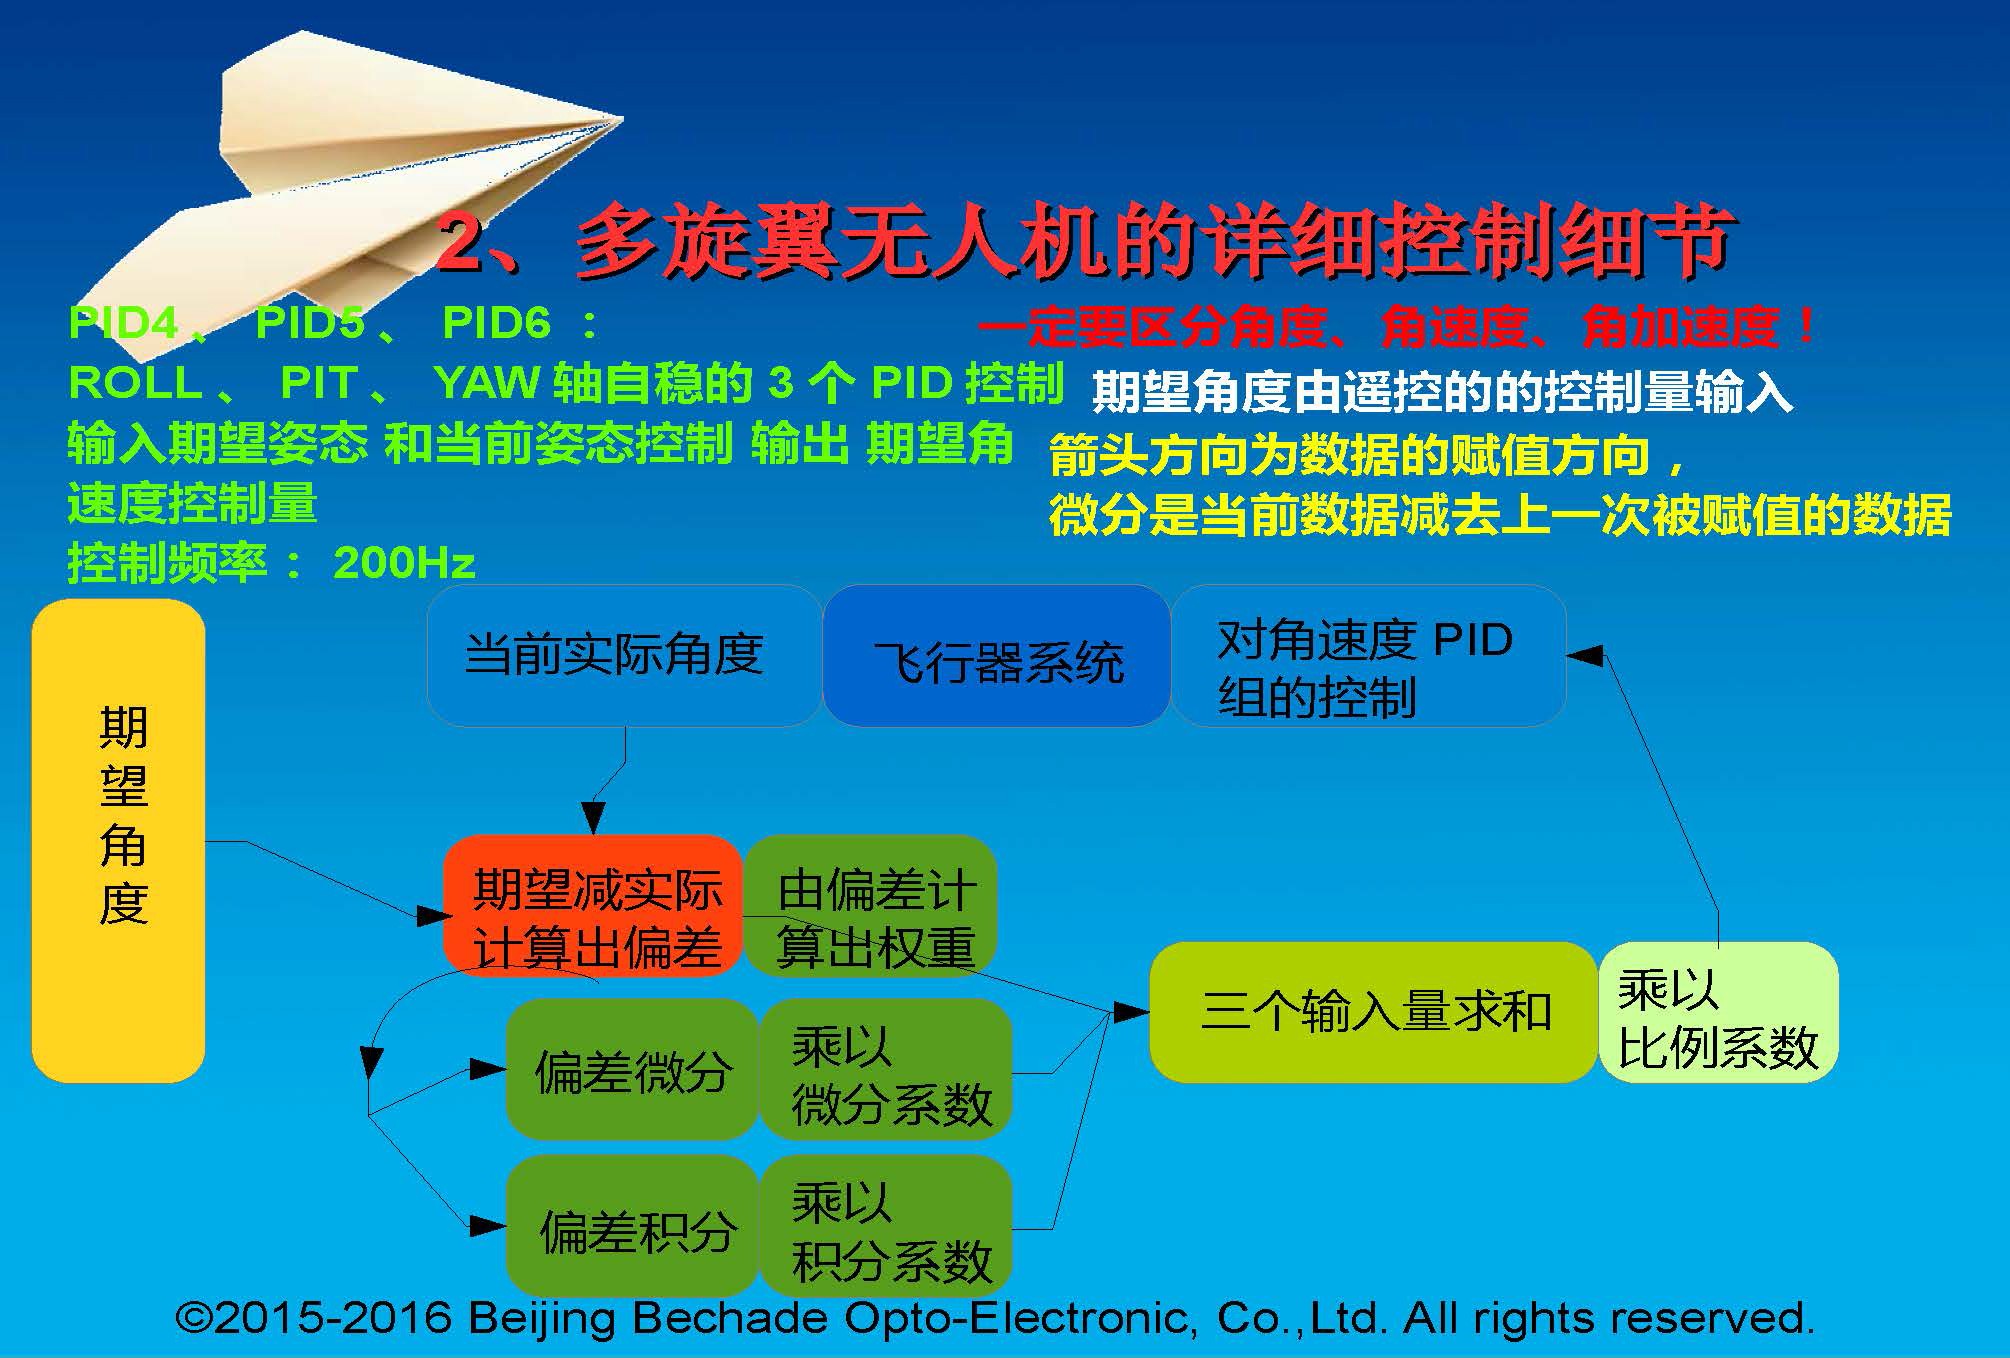 2、多旋翼无人机的详细控制细节
PID4 、 PID5 、 PID6 ：
ROLL 、 PIT 、 YAW 轴自稳的 3 个 PID 控制
输入期望姿态 和当前姿态控制 输出 期望角
速度控制量
控制频率： 200Hz
一定要区分角度、角速度、角加速度！
期望角度由遥控的的控制量输入
箭头方向为数据的赋值方向，
微分是当前数据减去上一次被赋值的数据
期
望
角
度
当前实际角度
飞行器系统
对角速度 PID
组的控制
期望减实际
计算出偏差
由偏差计
算出权重
偏差微分
乘以
微分系数
偏差积分
乘以
积分系数
三个输入量求和
乘以
比例系数
©2015-2016 Beijing Bechade Opto-Electronic, Co.,Ltd. All rights reserved.